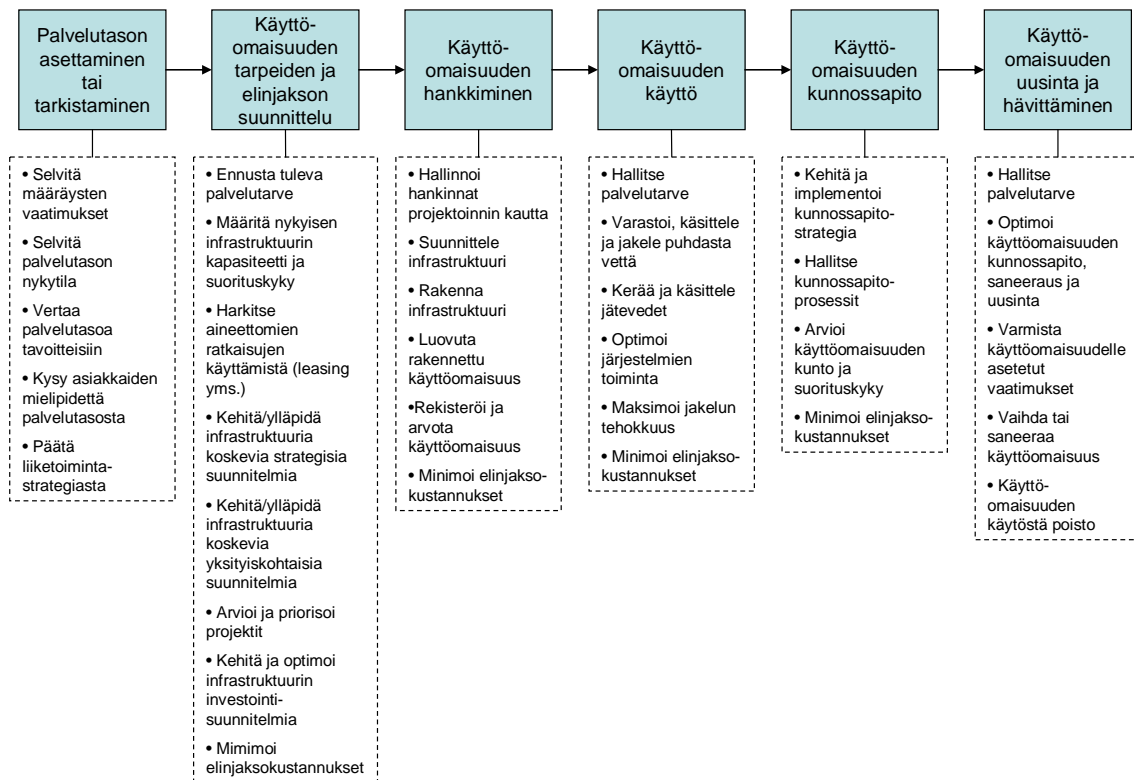 Palvelutason
asettaminen
tai
tarkistaminen
Käyttö-
omaisuuden
tarpeiden ja
elinjakson
suunnittelu
Käyttö-
omaisuuden
hankkiminen
Käyttö-
omaisuuden
käyttö
Käyttö-
omaisuuden
kunnossapito
Käyttö-
omaisuuden
uusinta ja
hävittäminen
• Selvitä
määräysten
vaatimukset
• Selvitä
palvelutason
nykytila
• Vertaa
palvelutasoa
tavoitteisiin
• Kysy asiakkaiden
mielipidettä
palvelutasosta
• Päätä
liiketoiminta-
strategiasta
• Ennusta tuleva
palvelutarve
• Määritä nykyisen
infrastruktuurin
kapasiteetti ja
suorituskyky
• Harkitse
aineettomien
ratkaisujen
käyttämistä (leasing
yms.)
• Kehitä/ylläpidä
infrastruktuuria
koskevia strategisia
suunnitelmia
• Kehitä/ylläpidä
infrastruktuuria
koskevia
yksityiskohtaisia
suunnitelmia
• Arvioi ja priorisoi
projektit
• Kehitä ja optimoi
infrastruktuurin
investointi-
suunnitelmia
• Mimimoi
elinjaksokustannukset
• Hallinnoi
hankinnat
projektoinnin kautta
• Suunnittele
infrastruktuuri
• Rakenna
infrastruktuuri
• Luovuta
rakennettu
käyttöomaisuus
•Rekisteröi ja
arvota
käyttöomaisuus
• Minimoi elinjakso-
kustannukset
• Hallitse
palvelutarve
• Varastoi, käsittele
ja jakele puhdasta
vettä
• Kerää ja käsittele
jätevedet
• Optimoi
järjestelmien
toiminta
• Maksimoi jakelun
tehokkuus
• Minimoi elinjakso-
kustannukset
• Kehitä ja
implementoi
kunnossapito-
strategia
• Hallitse
kunnossapito-
prosessit
• Arvioi
käyttöomaisuuden
kunto ja
suorituskyky
• Minimoi elinjakso-
kustannukset
• Hallitse
palvelutarve
• Optimoi
käyttöomaisuuden
kunnossapito,
saneeraus ja
uusinta
• Varmista
käyttöomaisuudelle
asetetut
vaatimukset
• Vaihda tai
saneeraa
käyttöomaisuus
• Käyttö-
omaisuuden
käytöstä poisto